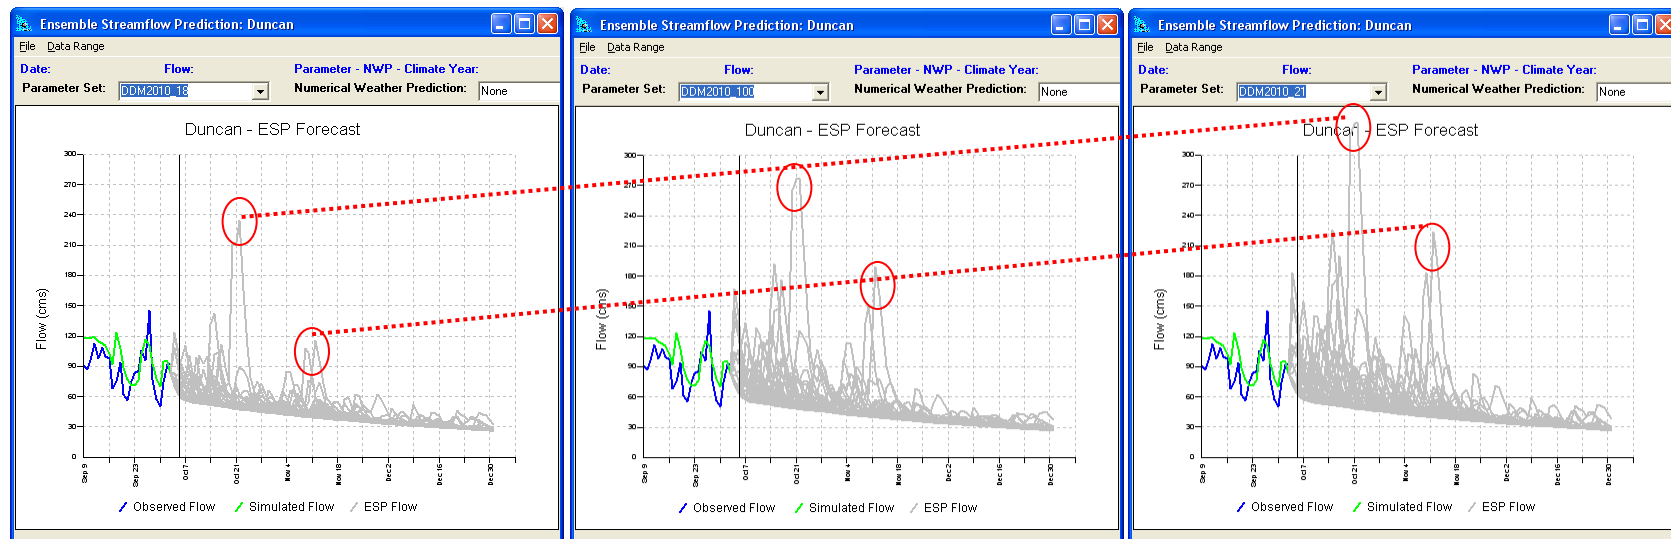 Ensemble Streamflow Prediction: Duncan
File Data Range
Date: Flow: Parameter - NWP - Climate Year:
Parameter Set: DDM2010_18 Numerical Weather Prediction: None
Duncan - ESP Forecast
300
270
240
210
180
150
120
90
60
30
0
Flow (cms)
Sep 9 Sep 23 Oct 7 Oct 21 Nov 4 Nov 18 Dec 2 Dec 16 Dec 30
Observed Flow Simulated Flow ESP Flow
Ensemble Streamflow Prediction: Duncan
File Data Range
Date: Flow: Parameter - NWP - Climate Year:
Parameter Set: DDM2010_100 Numerical Weather Prediction: None
Duncan - ESP Forecast
300
270
240
210
180
150
120
90
60
30
0
Flow (cms)
Sep 9 Sep 23 Oct 7 Oct 21 Nov 4 Nov 18 Dec 2 Dec 16 Dec 30
Observed Flow Simulated Flow ESP Flow
Ensemble Streamflow Prediction: Duncan
File Data Range
Date: Flow: Parameter - NWP - Climate Year:
Parameter Set: DDM2010_21 Numerical Weather Prediction: None
Duncan - ESP Forecast
300
270
240
210
180
150
120
90
60
30
0
Flow (cms)
Sep 9 Sep 23 Oct 7 Oct 21 Nov 4 Nov 18 Dec 2 Dec 16 Dec 30
Observed Flow Simulated Flow ESP Flow